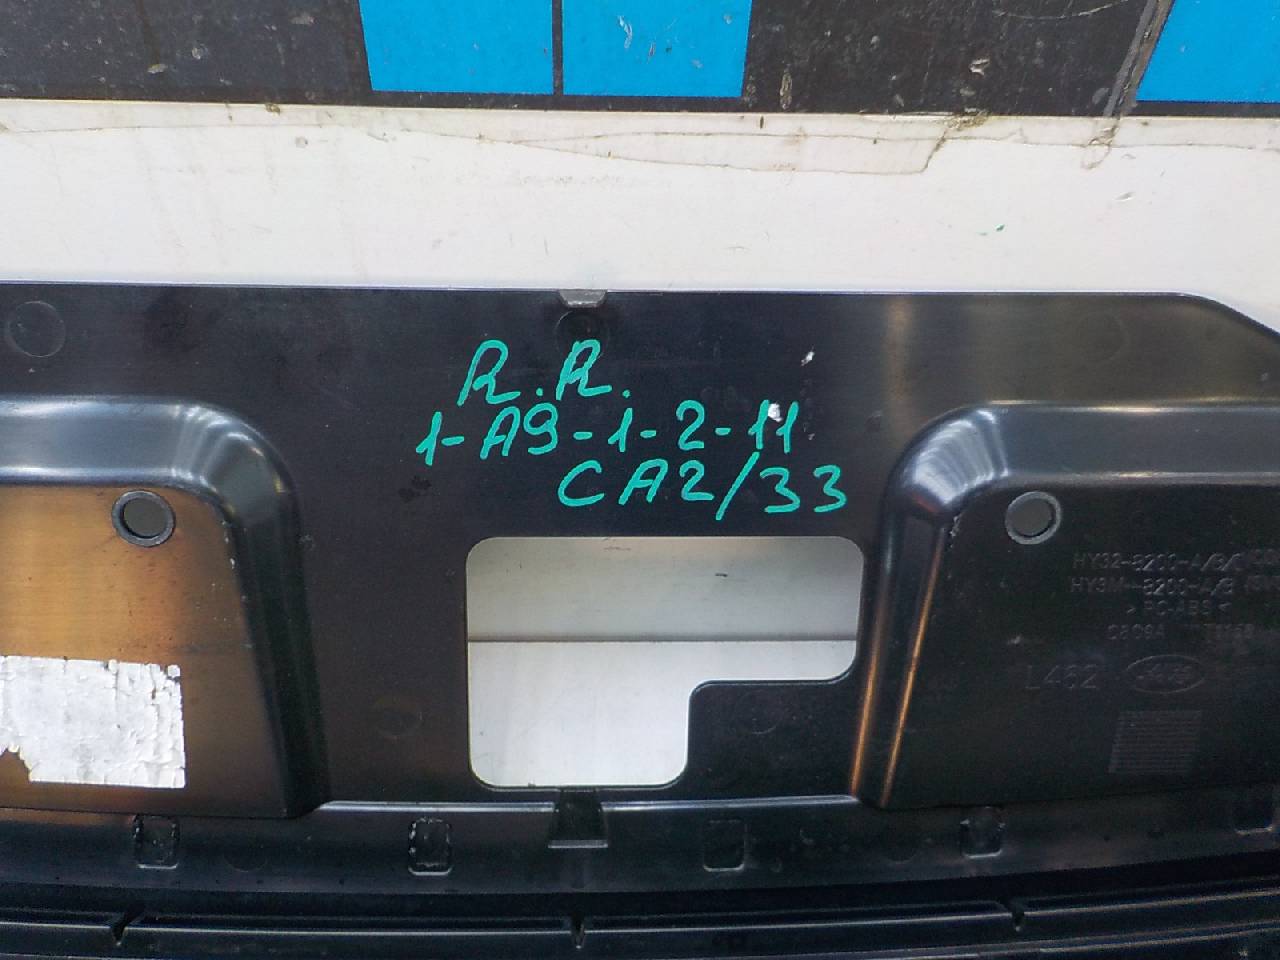 R.R.
1-A9-1-2-11
CA2/33
HY32-8200-A/B/
HY3M-8200-A/B
>PC-ABS<
L462